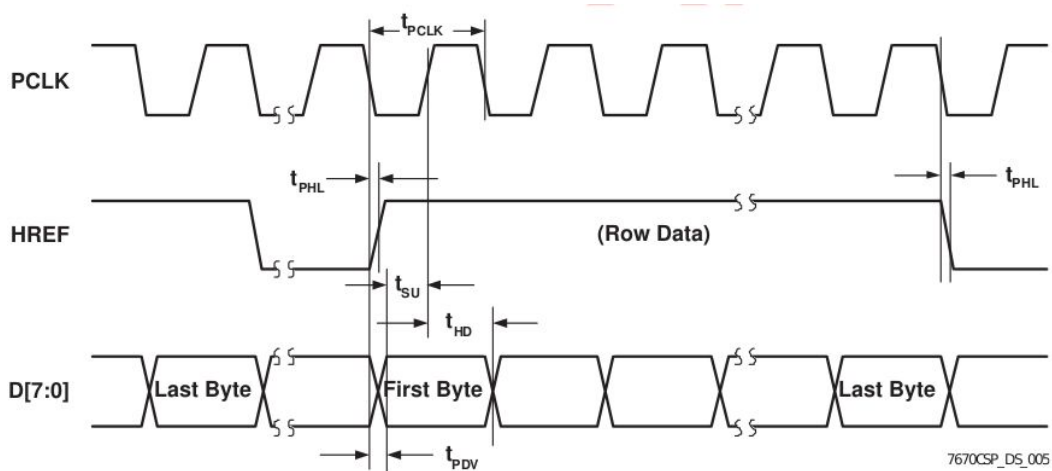 tPCLK
PCLK
tPHL
tPHL
HREF
(Row Data)
tSU
tHD
D[7:0]
Last Byte
First Byte
Last Byte
tPDV
7670CSP_DS_005